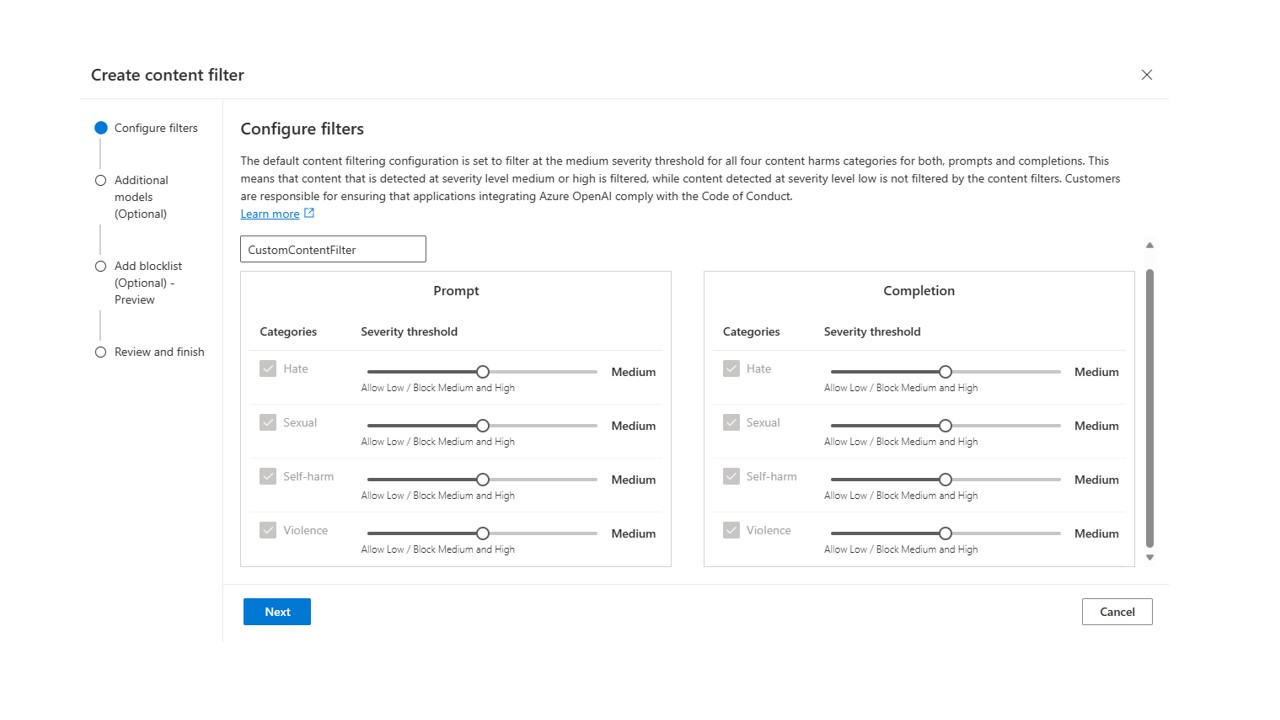 Create content filter
Configure filters
Additional
models
(Optional)
Add blocklist
(Optional) -
Preview
Review and finish
Configure filters
The default content filtering configuration is set to filter at the medium severity threshold for all four content harms categories for both, prompts and completions. This
means that content that is detected at severity level medium or high is filtered, while content detected at severity level low is not filtered by the content filters. Customers
are responsible for ensuring that applications integrating Azure OpenAI comply with the Code of Conduct.
Learn more
CustomContentFilter
Prompt
Categories Severity threshold
Hate Medium
Allow Low / Block Medium and High
Sexual Medium
Allow Low / Block Medium and High
Self-harm Medium
Allow Low / Block Medium and High
Violence Medium
Allow Low / Block Medium and High
Completion
Categories Severity threshold
Hate Medium
Allow Low / Block Medium and High
Sexual Medium
Allow Low / Block Medium and High
Self-harm Medium
Allow Low / Block Medium and High
Violence Medium
Allow Low / Block Medium and High
Next
Cancel